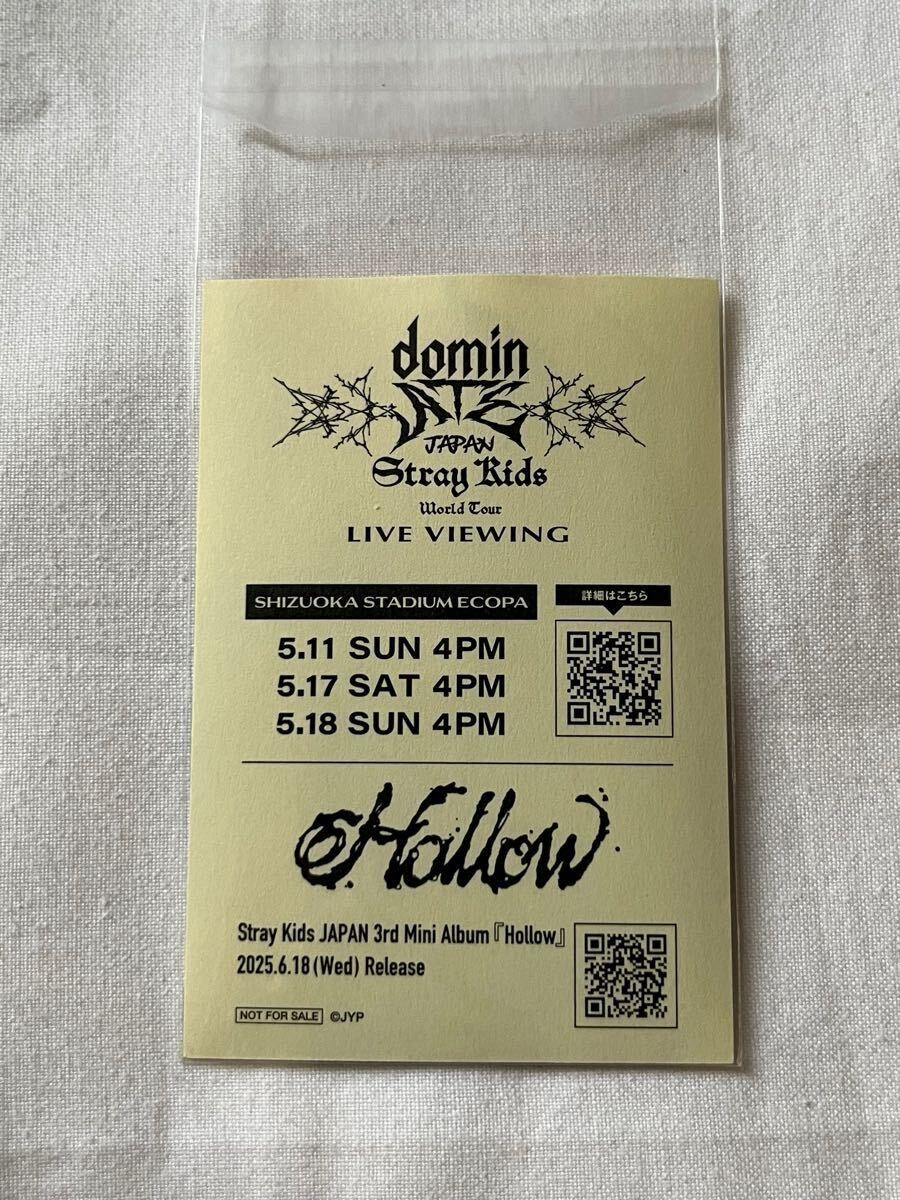 domin
ATE
JAPAN
Stray Kids
World Tour
LIVE VIEWING
SHIZUOKA STADIUM ECOPA
詳細はこちら
5.11 SUN 4PM
5.17 SAT 4PM
5.18 SUN 4PM
Hollow
Stray Kids JAPAN 3rd Mini Album『Hollow』
2025.6.18(Wed) Release
NOT FOR SALE ©JYP